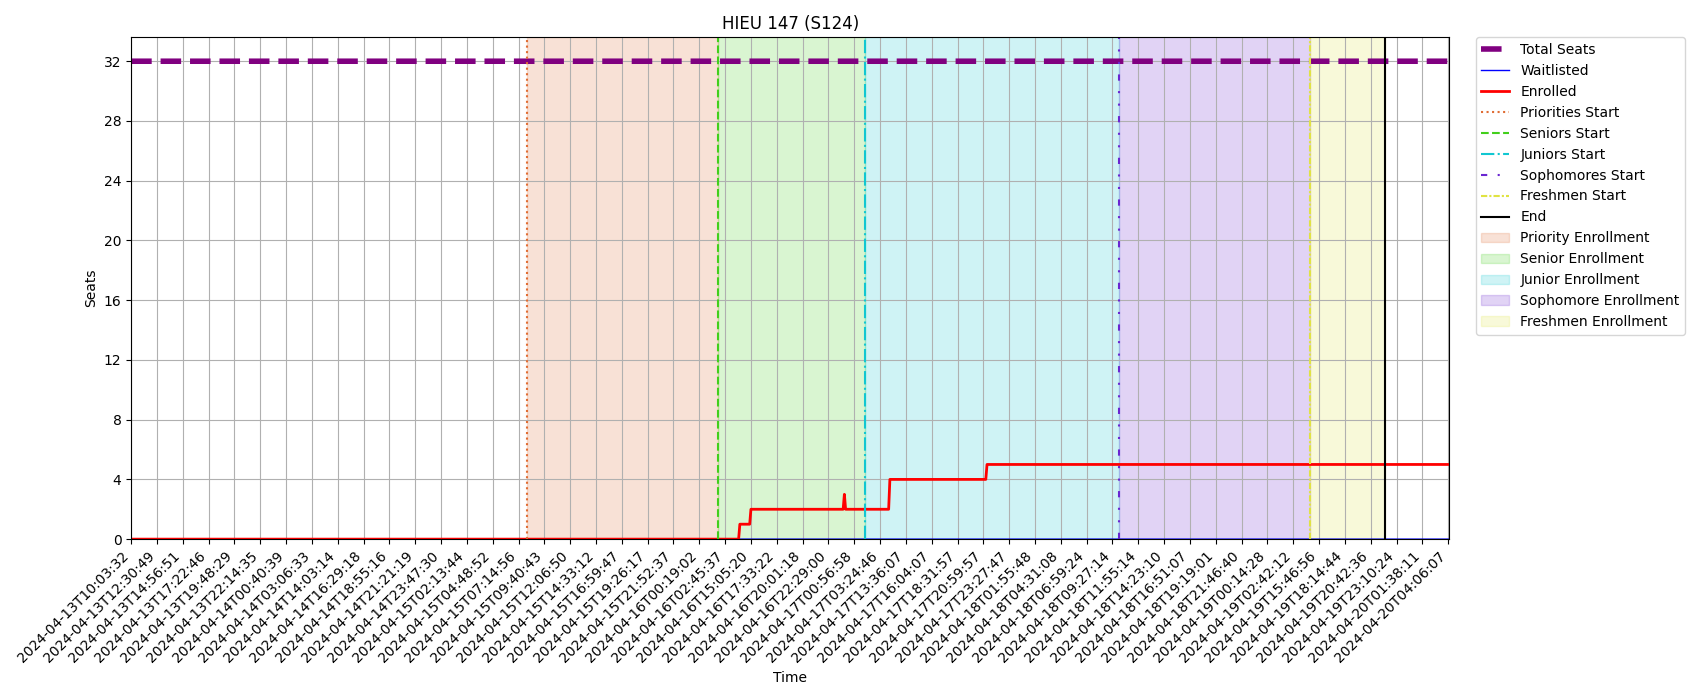 HIEU 147 (S124)
Total Seats
Waitlisted
Enrolled
Priorities Start
Seniors Start
Juniors Start
Sophomores Start
Freshmen Start
End
Priority Enrollment
Senior Enrollment
Junior Enrollment
Sophomore Enrollment
Freshmen Enrollment
Seats
32
28
24
20
16
12
8
4
0
2024-04-13T10:03:32
2024-04-13T12:30:49
2024-04-13T14:56:51
2024-04-13T17:22:46
2024-04-13T19:48:29
2024-04-13T22:14:35
2024-04-14T00:40:39
2024-04-14T03:06:33
2024-04-14T14:03:14
2024-04-14T16:29:18
2024-04-14T18:55:16
2024-04-14T21:21:19
2024-04-14T23:47:30
2024-04-15T02:13:44
2024-04-15T04:48:52
2024-04-15T07:14:56
2024-04-15T09:40:43
2024-04-15T12:06:50
2024-04-15T14:33:12
2024-04-15T16:59:47
2024-04-15T19:26:17
2024-04-15T21:52:37
2024-04-16T00:19:02
2024-04-16T02:45:37
2024-04-16T15:05:20
2024-04-16T17:33:22
2024-04-16T20:01:18
2024-04-16T22:29:00
2024-04-17T00:56:58
2024-04-17T03:24:46
2024-04-17T13:36:07
2024-04-17T16:04:07
2024-04-17T18:31:57
2024-04-17T20:59:57
2024-04-17T23:27:47
2024-04-18T01:55:48
2024-04-18T04:31:08
2024-04-18T06:59:24
2024-04-18T09:27:14
2024-04-18T11:55:14
2024-04-18T14:23:10
2024-04-18T16:51:07
2024-04-18T19:19:01
2024-04-18T21:46:40
2024-04-19T00:14:28
2024-04-19T02:42:12
2024-04-19T15:46:56
2024-04-19T18:14:44
2024-04-19T20:42:36
2024-04-19T23:10:24
2024-04-20T01:38:11
2024-04-20T04:06:07
Time